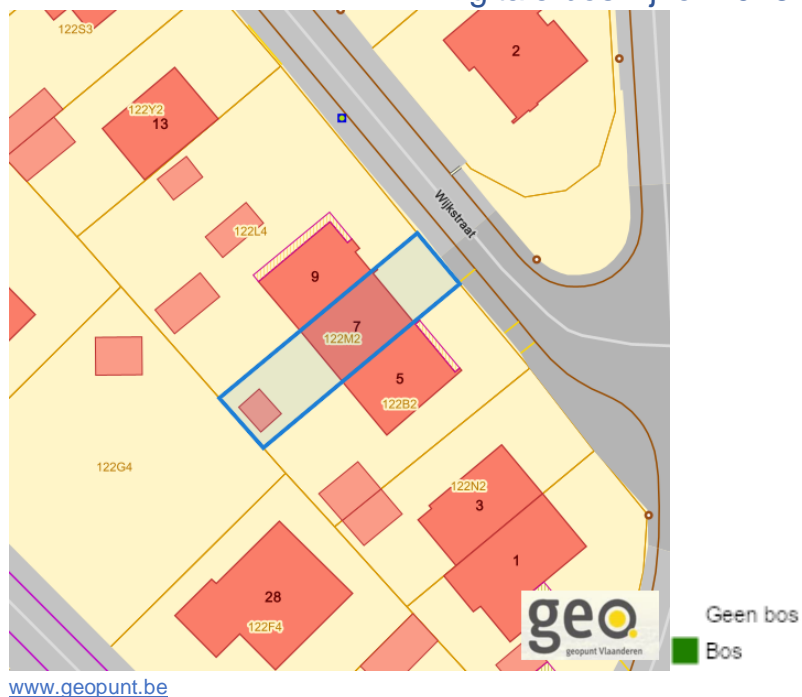 122S3
2
122Y2
13
Wijkstraat
122L4
9
7
122M2
5
122B2
122G4
122N2
3
1
28
122F4
geo
geopunt Vlaanderen
Geen bos
Bos
www.geopunt.be